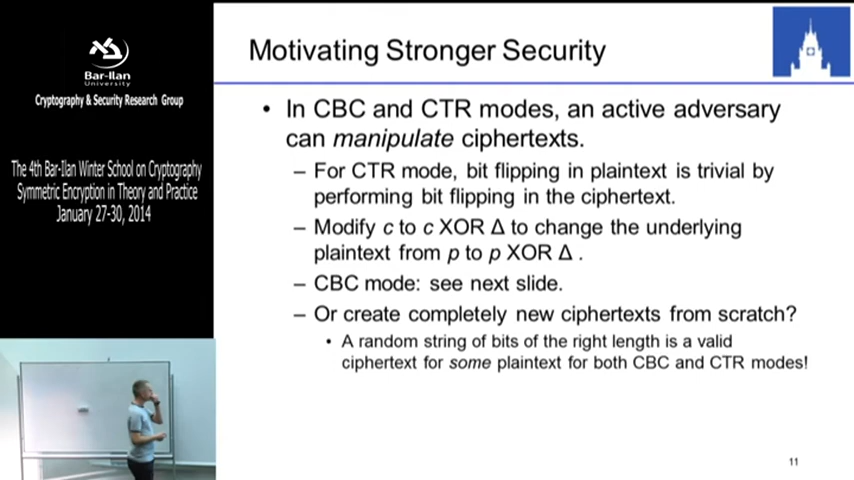 Bar-Ilan
University
Cryptography & Security Research Group
The 4th Bar-Ilan Winter School on Cryptography
Symmetric Encryption in Theory and Practice
January 27-30, 2014
Motivating Stronger Security
• In CBC and CTR modes, an active adversary
can manipulate ciphertexts.
– For CTR mode, bit flipping in plaintext is trivial by
performing bit flipping in the ciphertext.
– Modify c to c XOR Δ to change the underlying
plaintext from p to p XOR Δ .
– CBC mode: see next slide.
– Or create completely new ciphertexts from scratch?
• A random string of bits of the right length is a valid
ciphertext for some plaintext for both CBC and CTR modes!
11